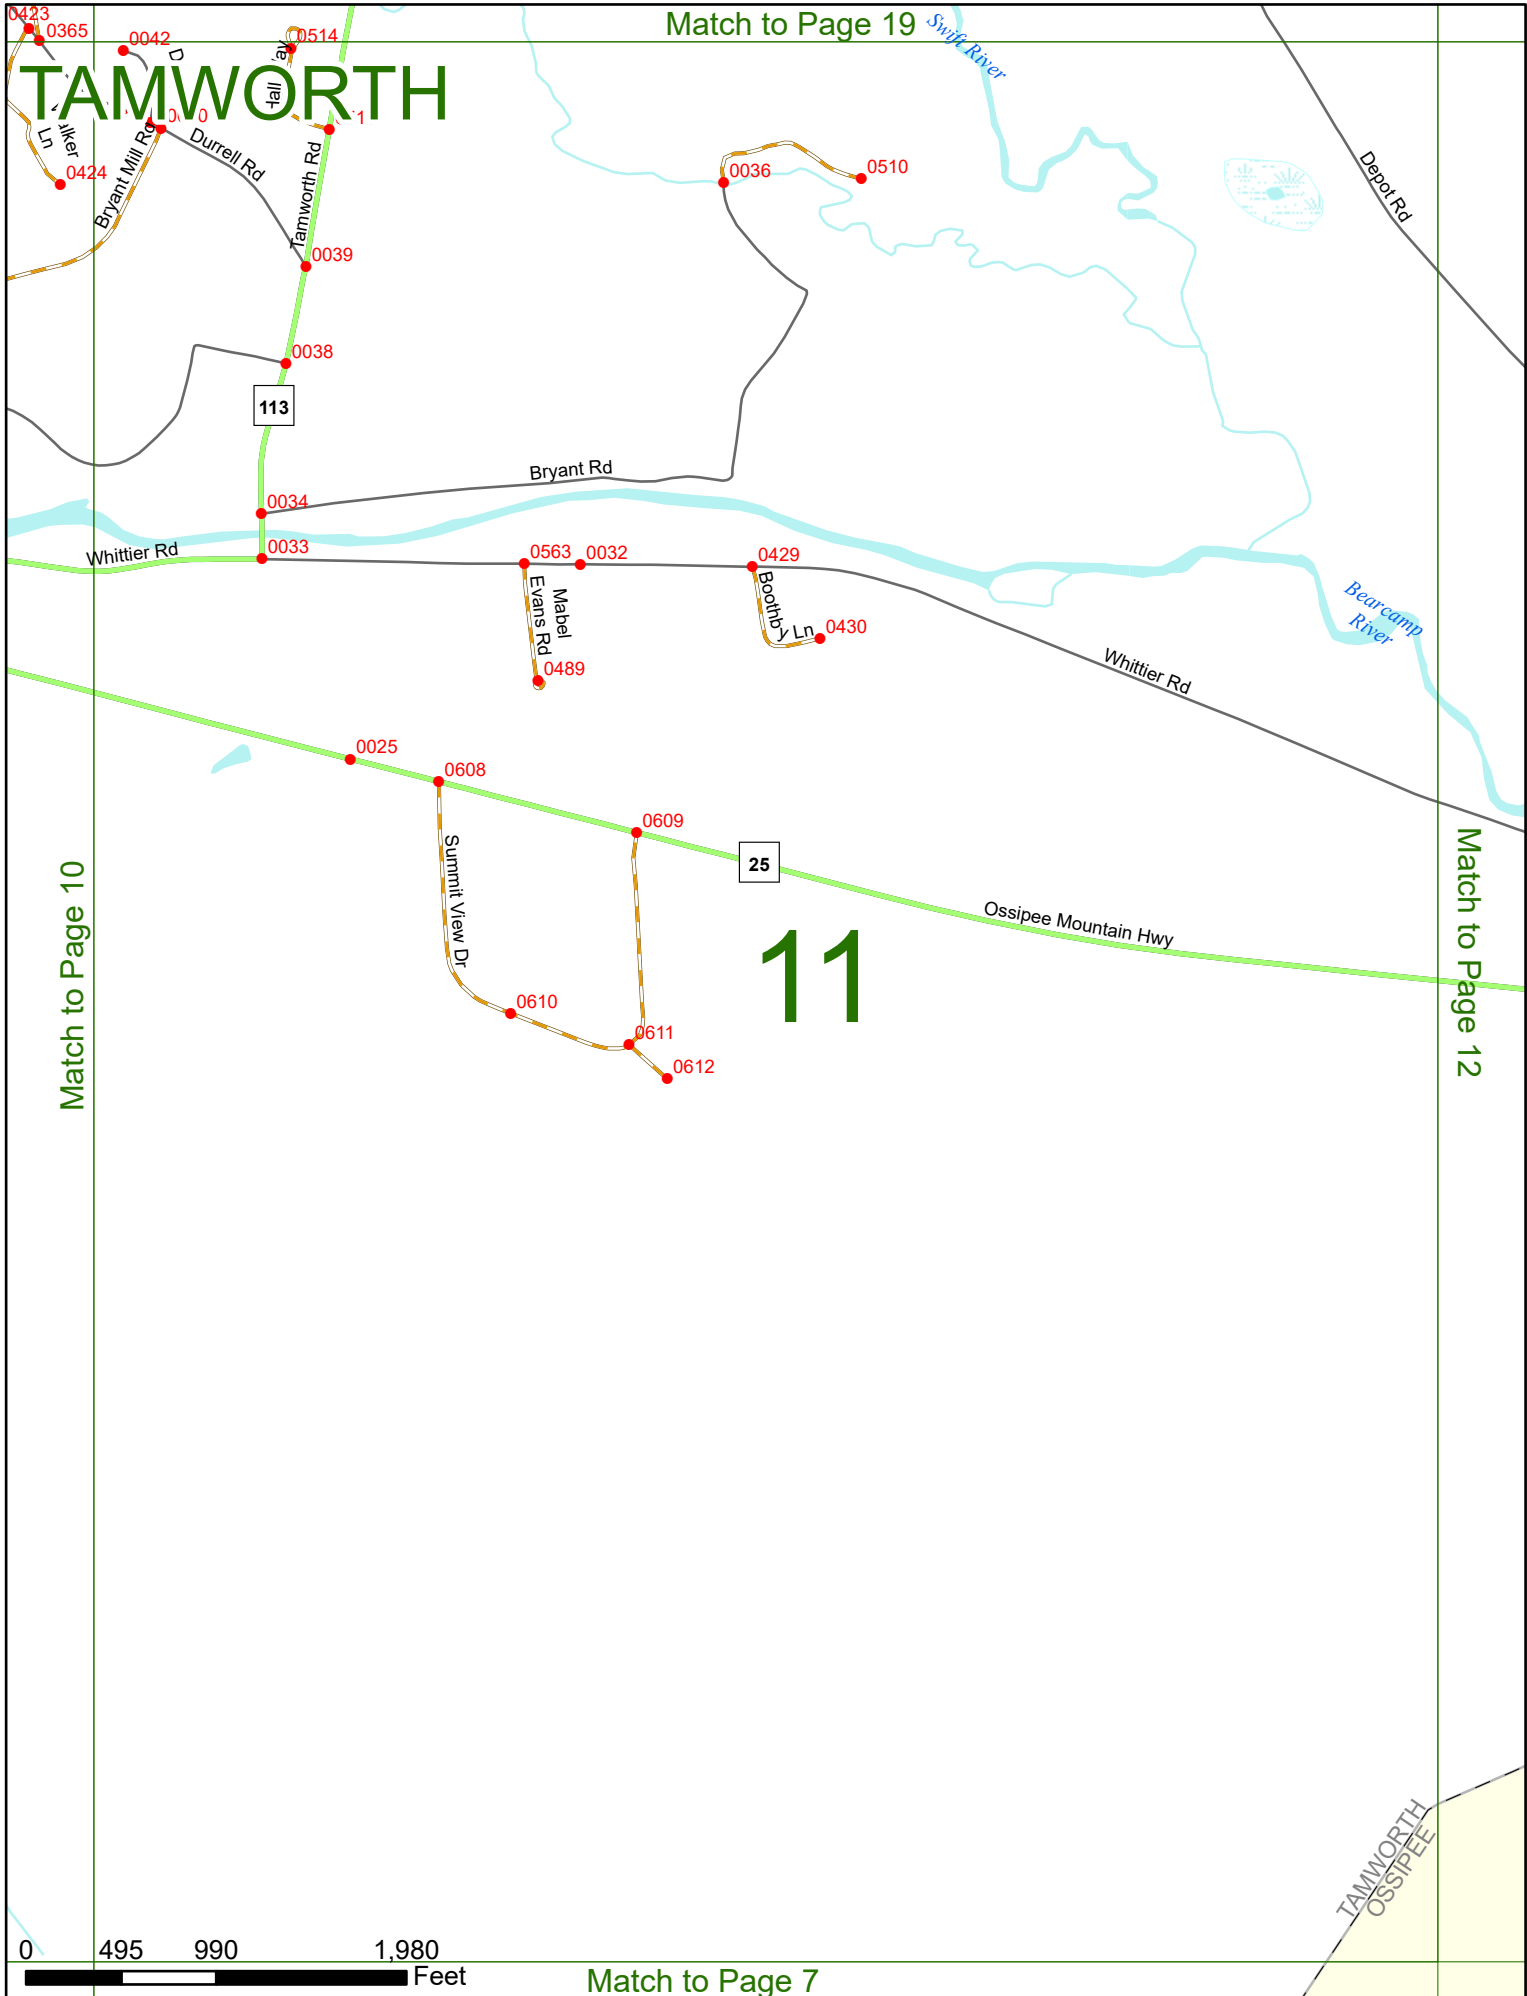 Match to Page 19
0423
0365
0042
0514
TAMWORTH
D
Hall
Ln
0424
Bryant Mill Rd
Durrell Rd
Tamworth Rd
0039
0038
113
Swift River
0036
0510
Depot Rd
Bryant Rd
0034
0033
Whittier Rd
0563
0032
0429
Mabel
Evans Rd
Boothby Ln
0430
0489
Bearcamp
River
Whittier Rd
0025
0608
0609
25
Summit View Dr
Ossipee Mountain Hwy
11
0610
0611
0612
Match to Page 10
Match to Page 12
TAMWORTH
OSSIPEE
0 495 990 1,980
Feet
Match to Page 7